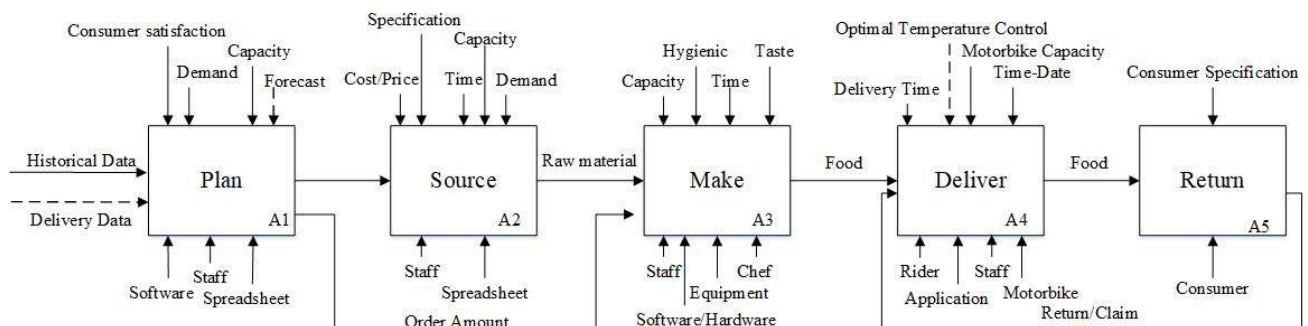 Consumer satisfaction
Demand
Capacity
Forecast
Historical Data
Delivery Data
Plan
A1
Software
Staff
Spreadsheet
Specification
Capacity
Cost/Price
Time
Demand
Source
A2
Staff
Spreadsheet
Order Amount
Raw material
Hygienic
Taste
Capacity
Time
Make
A3
Staff
Chef
Equipment
Software/Hardware
Food
Optimal Temperature Control
Motorbike Capacity
Time-Date
Delivery Time
Deliver
A4
Rider
Staff
Application
Motorbike
Return/Claim
Food
Consumer Specification
Return
A5
Consumer